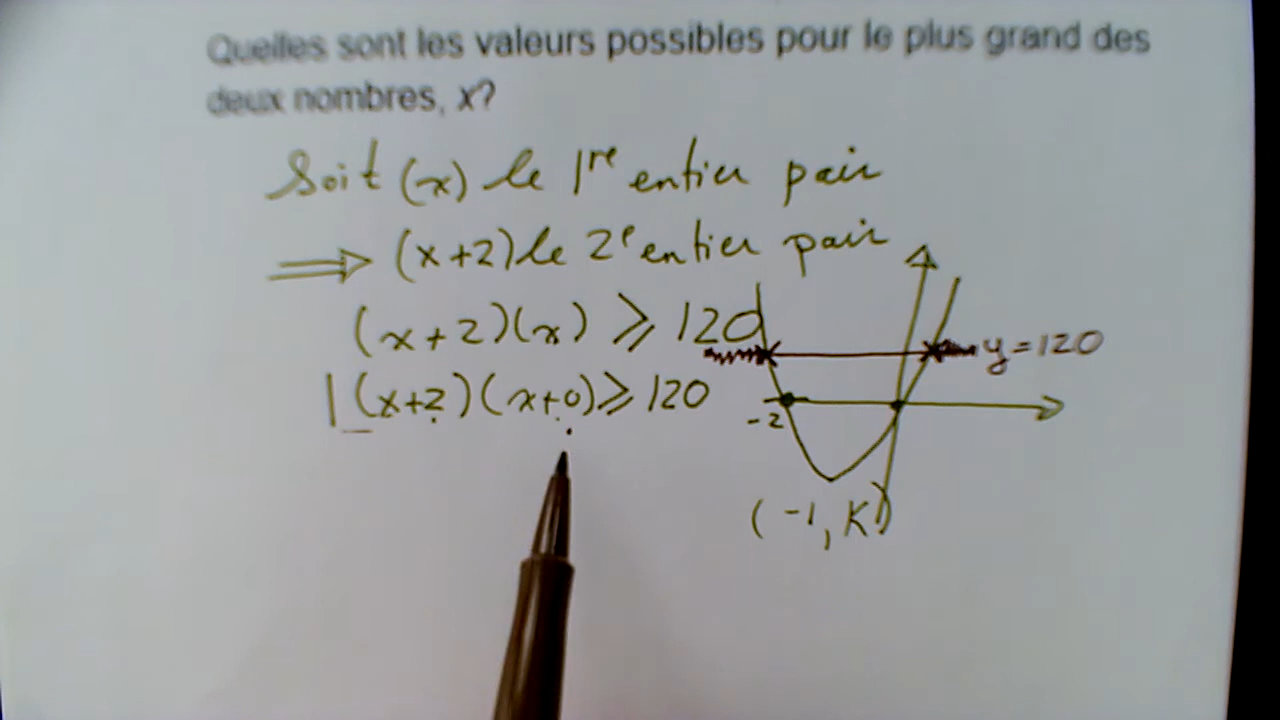 Quelles sont les valeurs possibles pour le plus grand des
deux nombres, x?
Soit (x) le 1re entier pair
⟹ (x+2) le 2e entier pair
(x+2)(x) ⩾ 120
1(x+2)(x+0) ⩾ 120
y=120
-2
(-1, K)